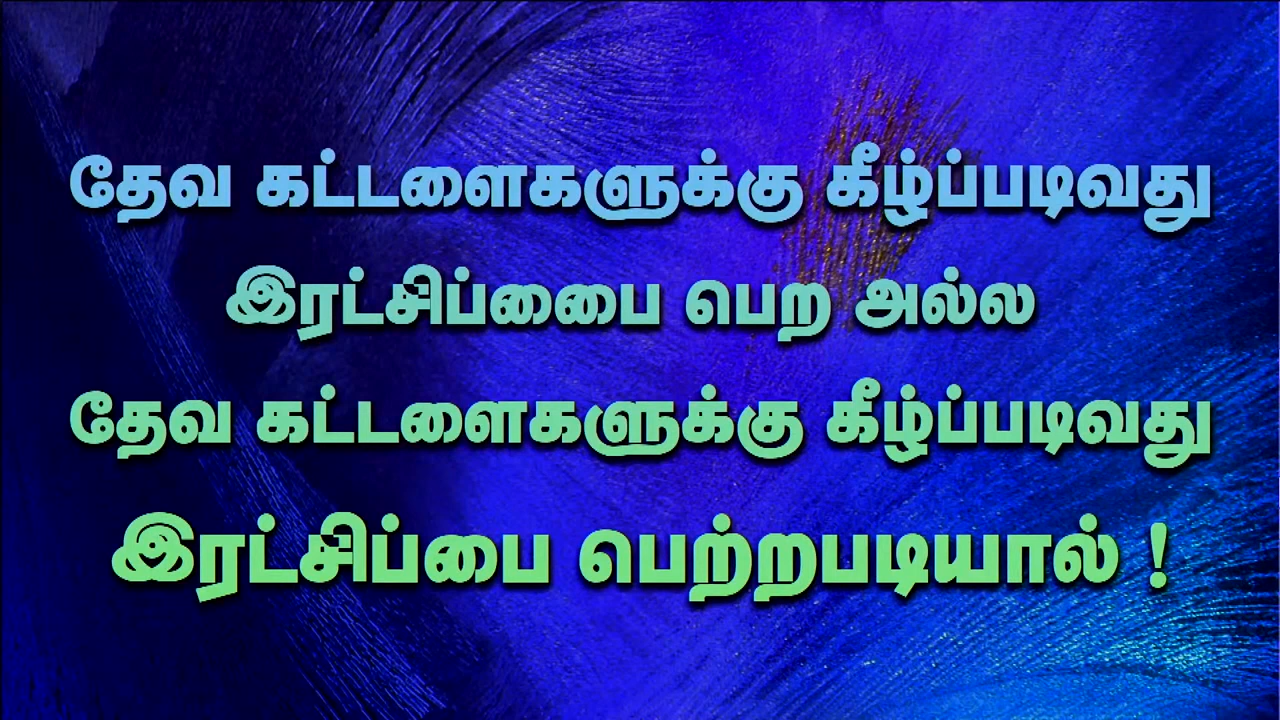 தேவ கட்டளைகளுக்கு கீழ்ப்படிவது
இரட்சிப்பைபை பெற அல்ல
தேவ கட்டளைகளுக்கு கீழ்ப்படிவது
இரட்சிப்பை பெற்றபடியால் !